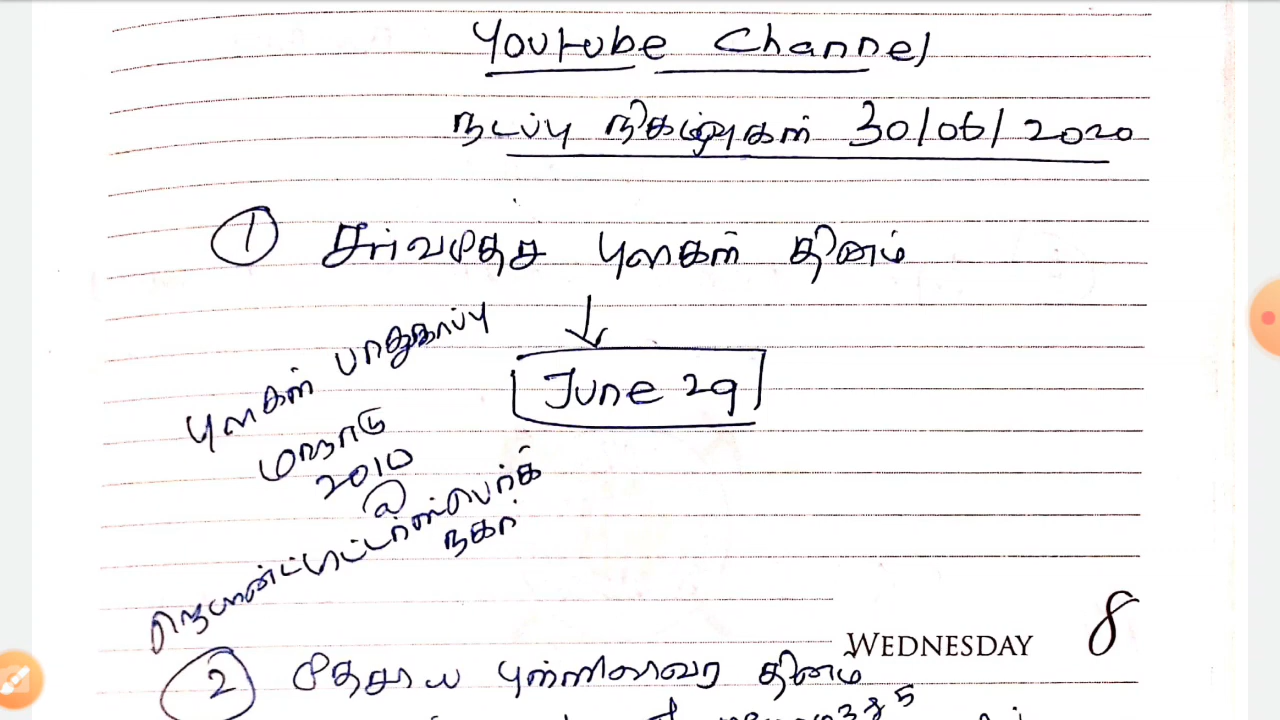 Youtube Channel
நடப்பு நிகழ்வுகள் 30/06/2020
① சர்வதேச புலிகள் தினம்
↓
June 29
புலிகள் பாதுகாப்பு
மாநாடு
2010
@
செயின்ட்பீட்டர்ஸ்பெர்க்
நகர்
WEDNESDAY 8
② தேசிய புள்ளியியல் தினம்